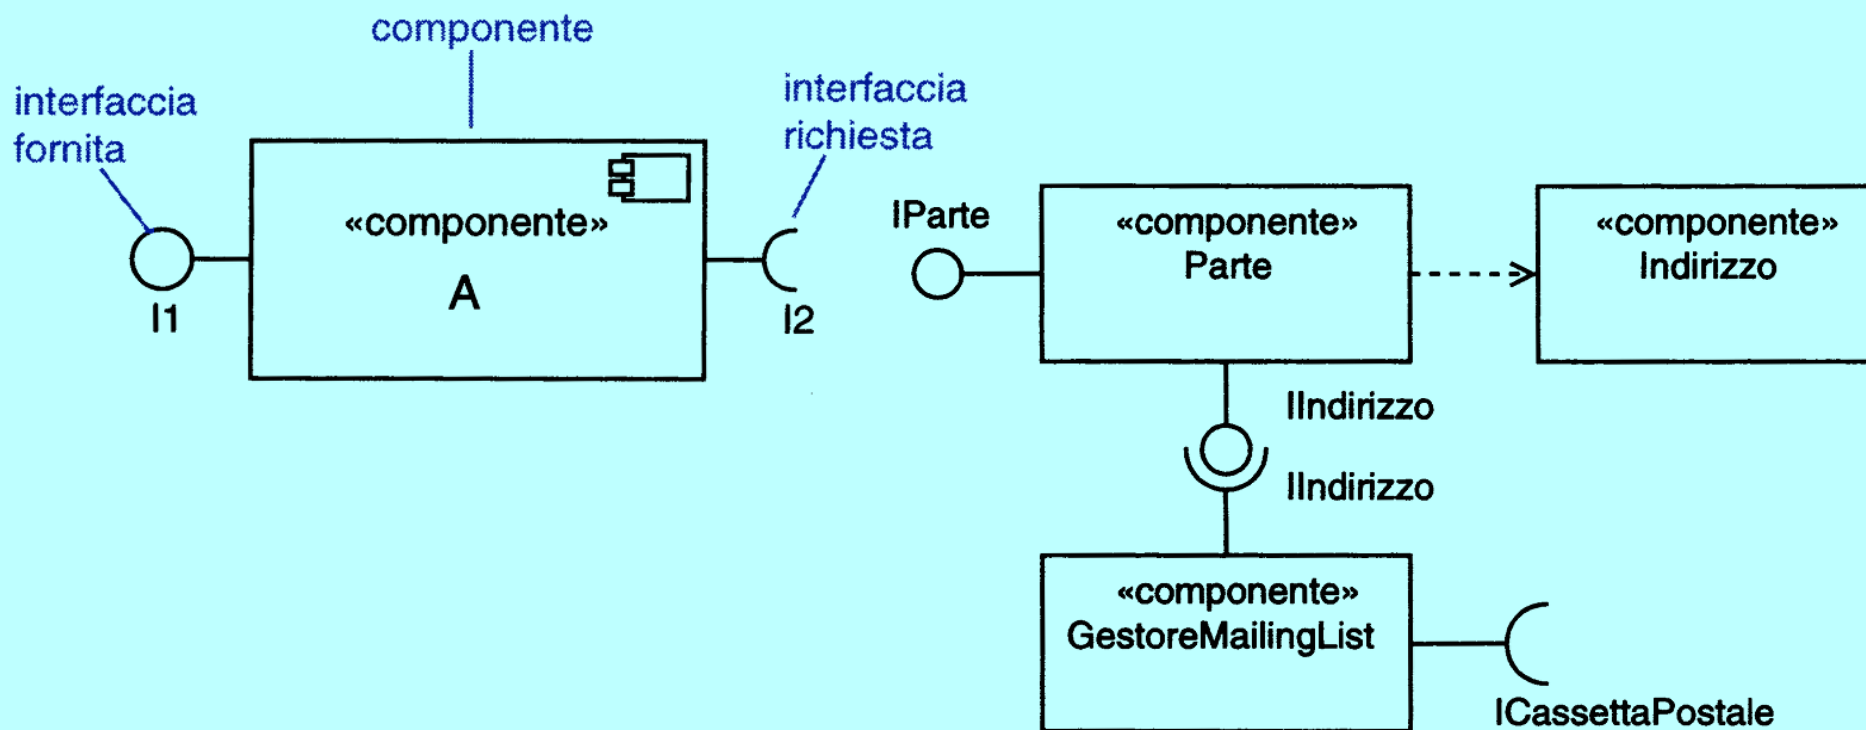 componente
interfaccia
fornita
interfaccia
richiesta
«componente»
A
I1
I2
IParte
«componente»
Parte
«componente»
Indirizzo
IIndirizzo
IIndirizzo
«componente»
GestoreMailingList
ICassettaPostale